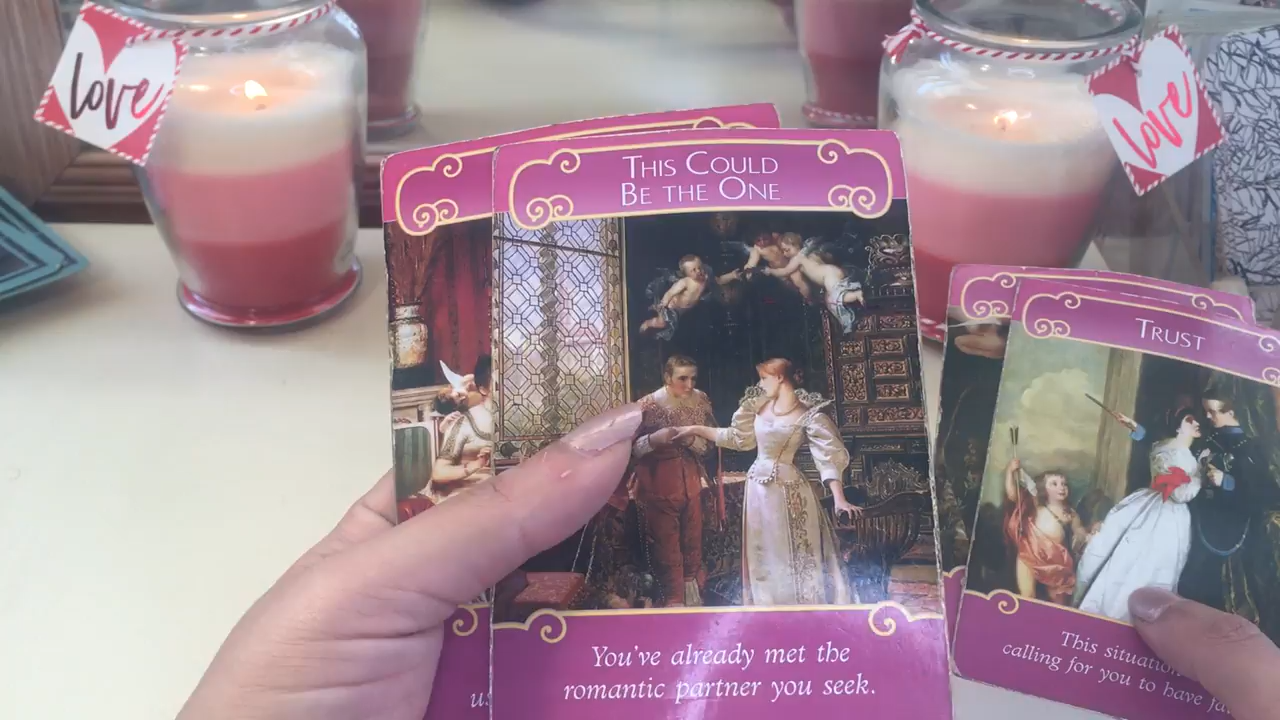 love
love
THIS COULD
BE THE ONE
TRUST
You've already met the
romantic partner you seek.
This
calling for you to have
us